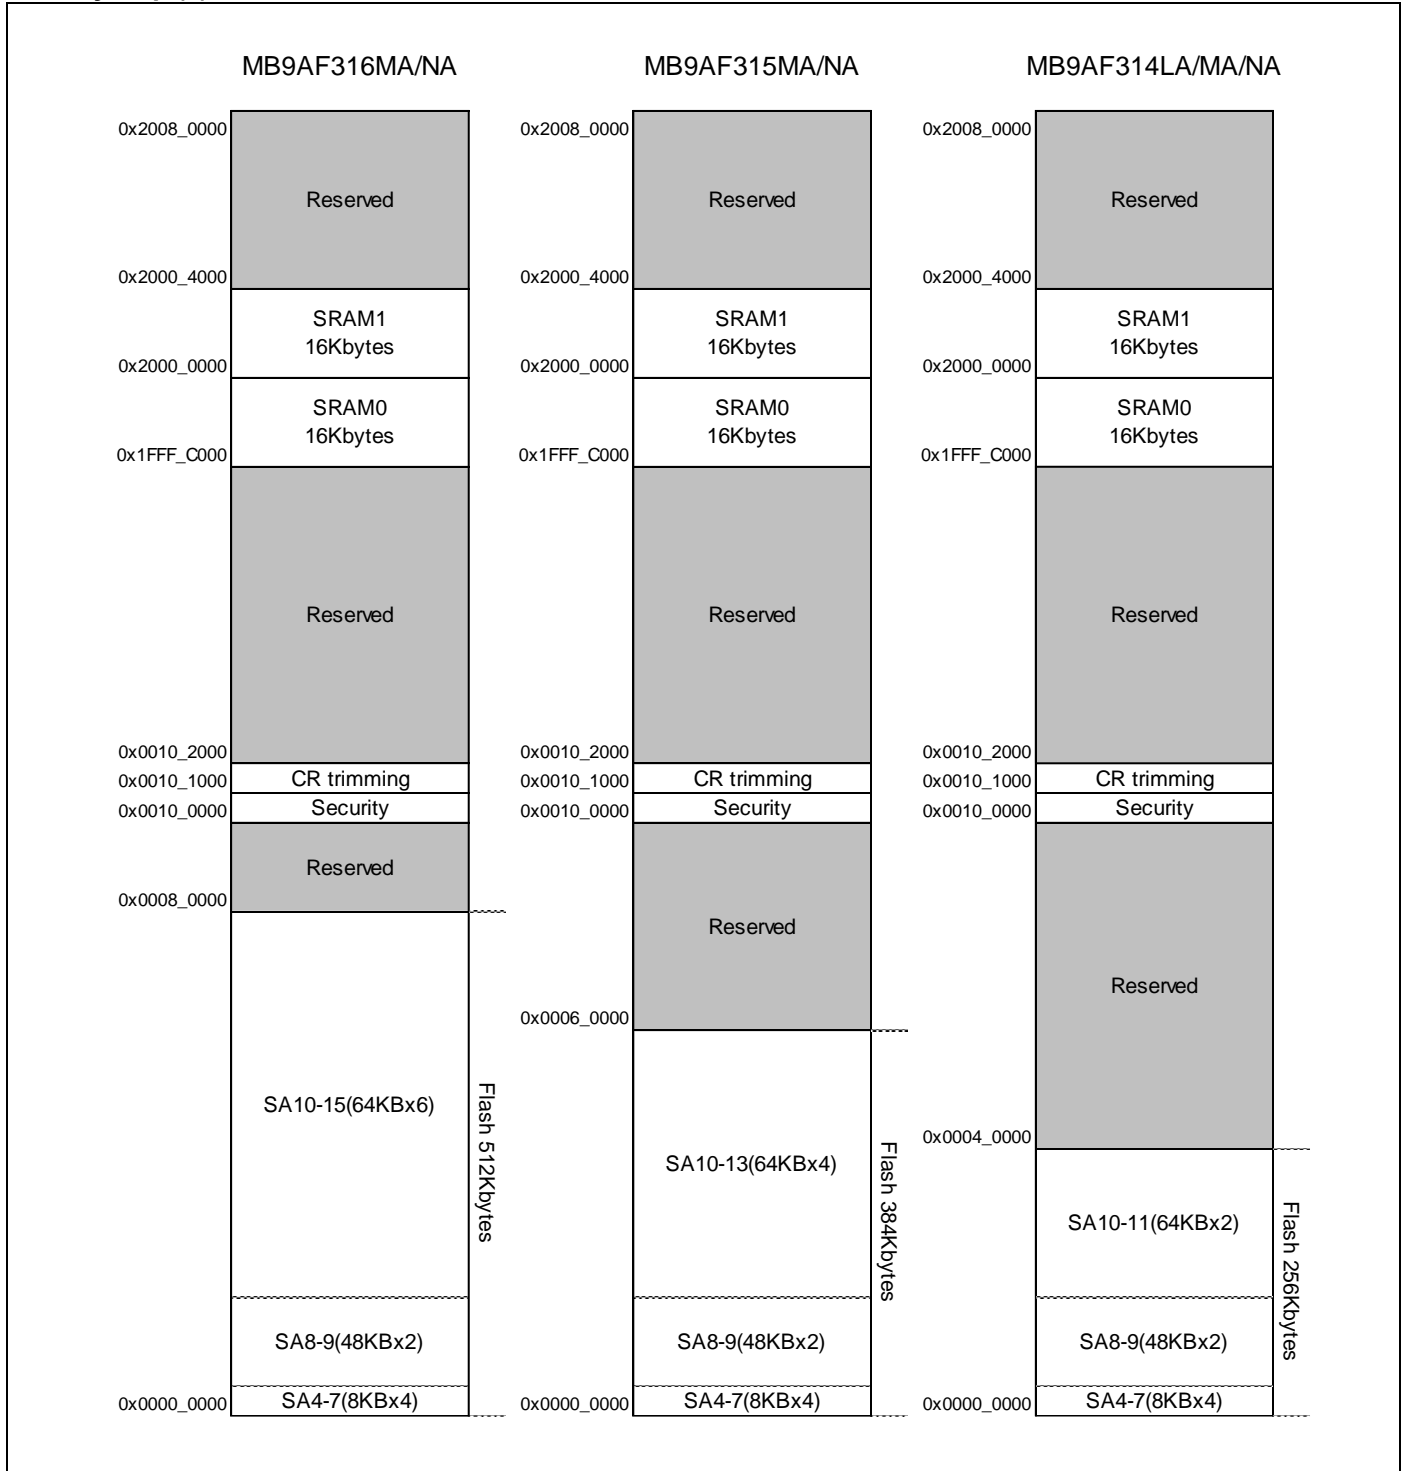 MB9AF316MA/NA
0x2008_0000
Reserved
0x2000_4000
SRAM1
16Kbytes
0x2000_0000
SRAM0
16Kbytes
0x1FFF_C000
Reserved
0x0010_2000
CR trimming
0x0010_1000
Security
0x0010_0000
Reserved
0x0008_0000
SA10-15(64KBx6)
Flash 512Kbytes
SA8-9(48KBx2)
SA4-7(8KBx4)
0x0000_0000
MB9AF315MA/NA
0x2008_0000
Reserved
0x2000_4000
SRAM1
16Kbytes
0x2000_0000
SRAM0
16Kbytes
0x1FFF_C000
Reserved
0x0010_2000
CR trimming
0x0010_1000
Security
0x0010_0000
Reserved
0x0006_0000
SA10-13(64KBx4)
Flash 384Kbytes
SA8-9(48KBx2)
SA4-7(8KBx4)
0x0000_0000
MB9AF314LA/MA/NA
0x2008_0000
Reserved
0x2000_4000
SRAM1
16Kbytes
0x2000_0000
SRAM0
16Kbytes
0x1FFF_C000
Reserved
0x0010_2000
CR trimming
0x0010_1000
Security
0x0010_0000
Reserved
0x0004_0000
SA10-11(64KBx2)
Flash 256Kbytes
SA8-9(48KBx2)
SA4-7(8KBx4)
0x0000_0000